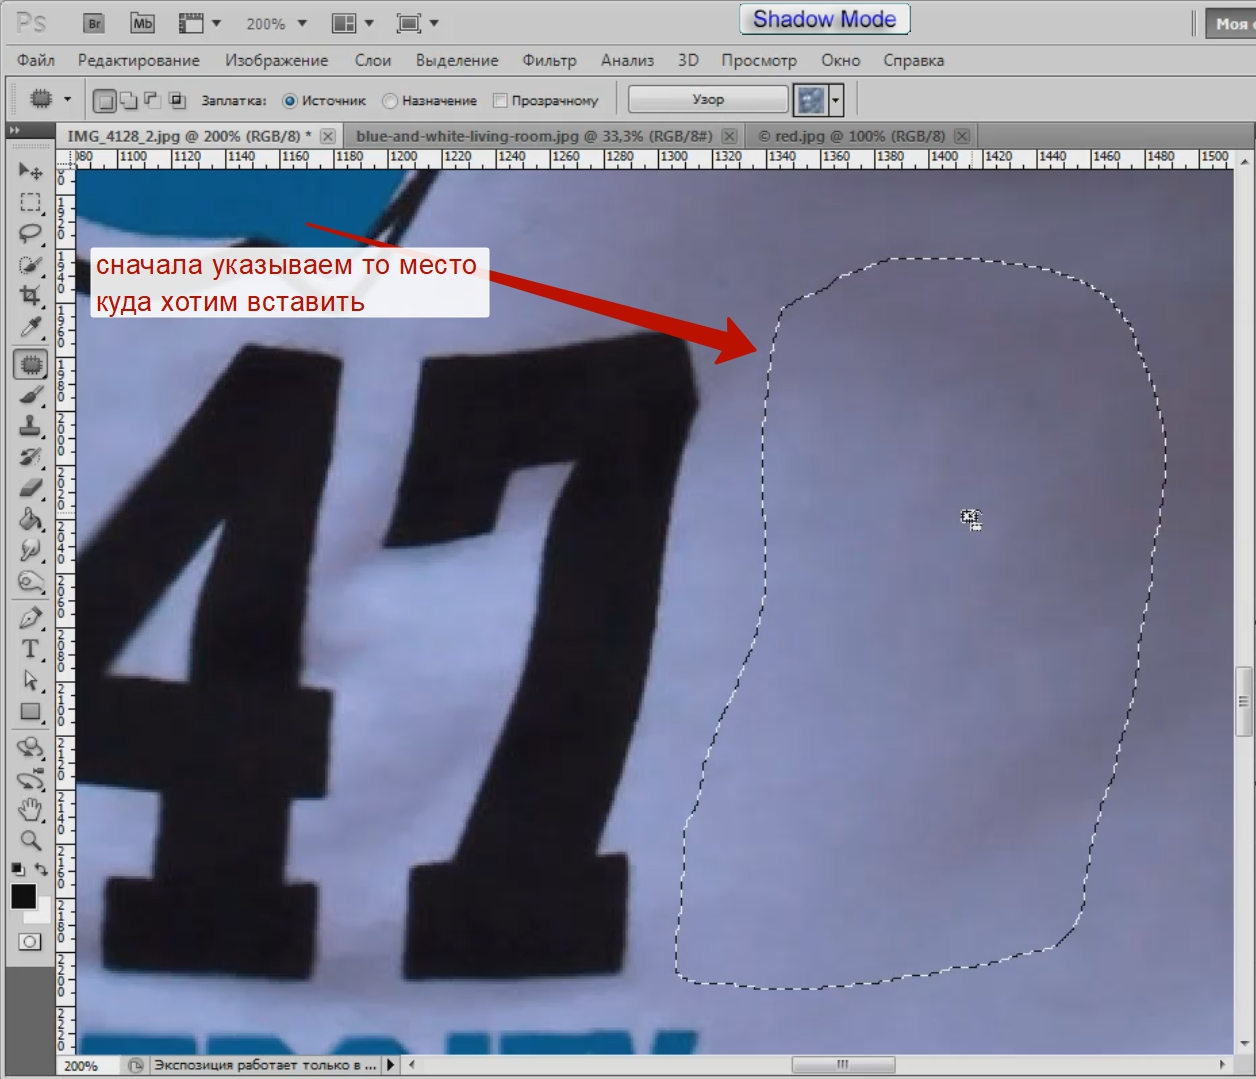 Ps Br Mb 200% Shadow Mode
Файл Редактирование Изображение Слои Выделение Фильтр Анализ 3D Просмотр Окно Справка
Заплатка: Источник Назначение Прозрачному Узор
IMG_4128_2.jpg @ 200% (RGB/8) * blue-and-white-living-room.jpg @ 33,3% (RGB/8#) © red.jpg @ 100% (RGB/8)
1100 1120 1140 1160 1180 1200 1220 1240 1260 1280 1300 1320 1340 1360 1380 1400 1420 1440 1460 1480 1500
сначала указываем то место
куда хотим вставить
47
200% Экспозиция работает только в ...